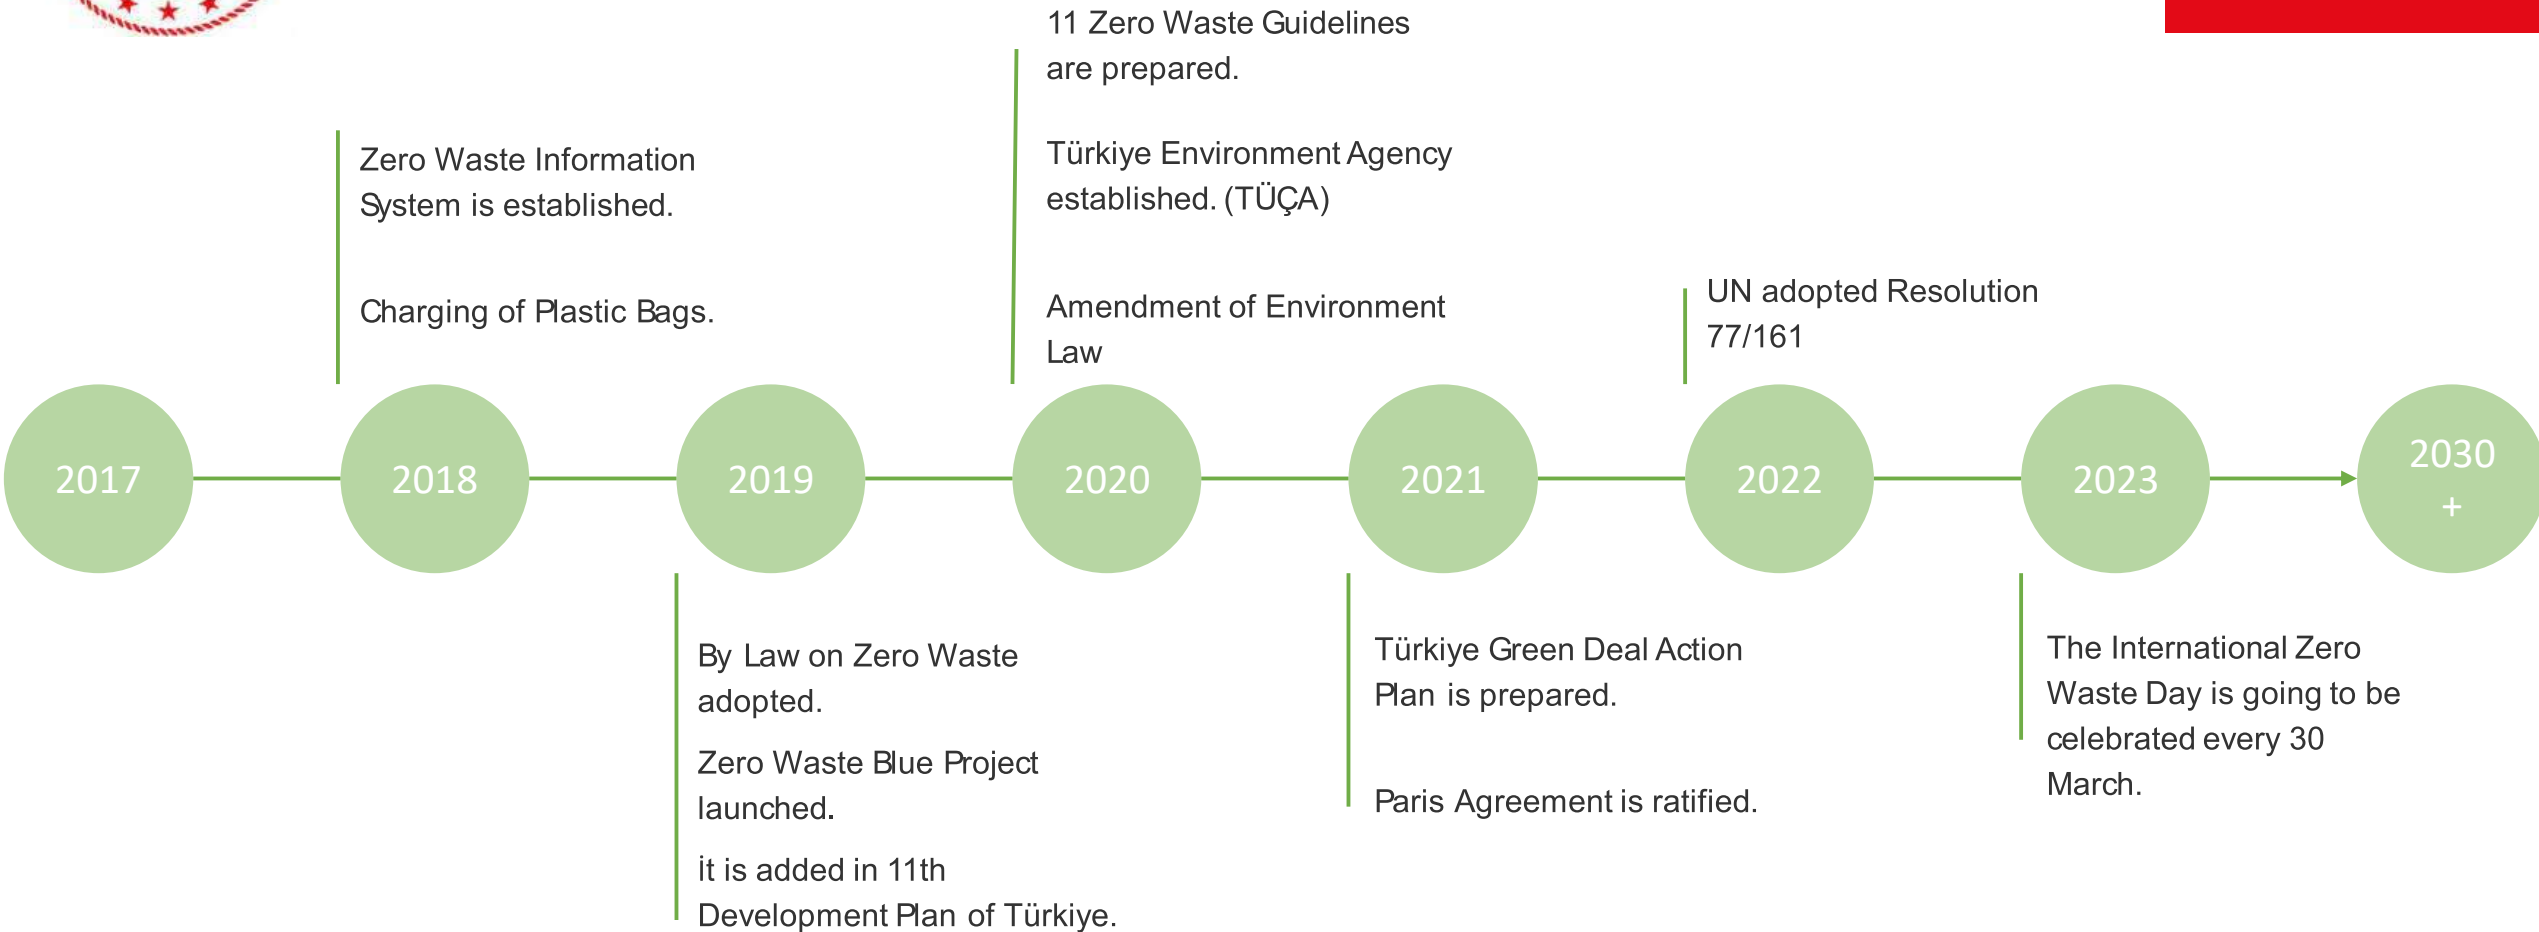 11 Zero Waste Guidelines
are prepared.
Türkiye Environment Agency
established. (TÜÇA)
Amendment of Environment
Law
Zero Waste Information
System is established.
Charging of Plastic Bags.
UN adopted Resolution
77/161
2017
2018
2019
2020
2021
2022
2023
2030
+
By Law on Zero Waste
adopted.
Zero Waste Blue Project
launched.
İt is added in 11th
Development Plan of Türkiye.
Türkiye Green Deal Action
Plan is prepared.
Paris Agreement is ratified.
The International Zero
Waste Day is going to be
celebrated every 30
March.